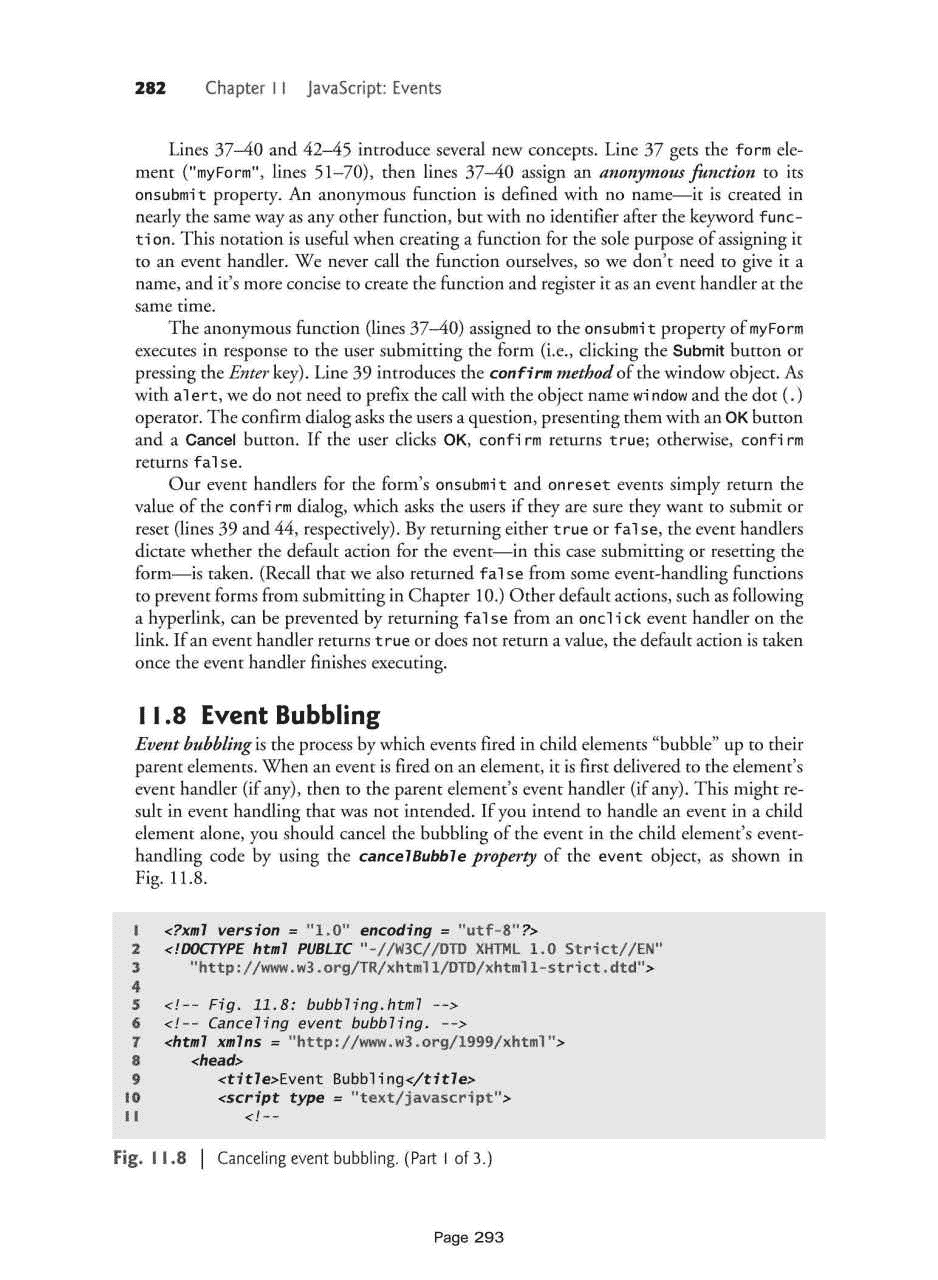 282 Chapter 11 JavaScript: Events
Lines 37–40 and 42–45 introduce several new concepts. Line 37 gets the form ele-
ment ("myForm", lines 51–70), then lines 37–40 assign an anonymous function to its
onsubmit property. An anonymous function is defined with no name—it is created in
nearly the same way as any other function, but with no identifier after the keyword func-
tion. This notation is useful when creating a function for the sole purpose of assigning it
to an event handler. We never call the function ourselves, so we don’t need to give it a
name, and it’s more concise to create the function and register it as an event handler at the
same time.
The anonymous function (lines 37–40) assigned to the onsubmit property of myForm
executes in response to the user submitting the form (i.e., clicking the Submit button or
pressing the Enter key). Line 39 introduces the confirm method of the window object. As
with alert, we do not need to prefix the call with the object name window and the dot (.)
operator. The confirm dialog asks the users a question, presenting them with an OK button
and a Cancel button. If the user clicks OK, confirm returns true; otherwise, confirm
returns false.
Our event handlers for the form’s onsubmit and onreset events simply return the
value of the confirm dialog, which asks the users if they are sure they want to submit or
reset (lines 39 and 44, respectively). By returning either true or false, the event handlers
dictate whether the default action for the event—in this case submitting or resetting the
form—is taken. (Recall that we also returned false from some event-handling functions
to prevent forms from submitting in Chapter 10.) Other default actions, such as following
a hyperlink, can be prevented by returning false from an onclick event handler on the
link. If an event handler returns true or does not return a value, the default action is taken
once the event handler finishes executing.
11.8 Event Bubbling
Event bubbling is the process by which events fired in child elements “bubble” up to their
parent elements. When an event is fired on an element, it is first delivered to the element’s
event handler (if any), then to the parent element’s event handler (if any). This might re-
sult in event handling that was not intended. If you intend to handle an event in a child
element alone, you should cancel the bubbling of the event in the child element’s event-
handling code by using the cancelBubble property of the event object, as shown in
Fig. 11.8.
1 <?xml version = "1.0" encoding = "utf-8"?>
2 <!DOCTYPE html PUBLIC "-//W3C//DTD XHTML 1.0 Strict//EN"
3 "http://www.w3.org/TR/xhtml1/DTD/xhtml1-strict.dtd">
4
5 <!-- Fig. 11.8: bubbling.html -->
6 <!-- Canceling event bubbling. -->
7 <html xmlns = "http://www.w3.org/1999/xhtml">
8 <head>
9 <title>Event Bubbling</title>
10 <script type = "text/javascript">
11 <!--
Fig. 11.8 | Canceling event bubbling. (Part 1 of 3.)
Page 293